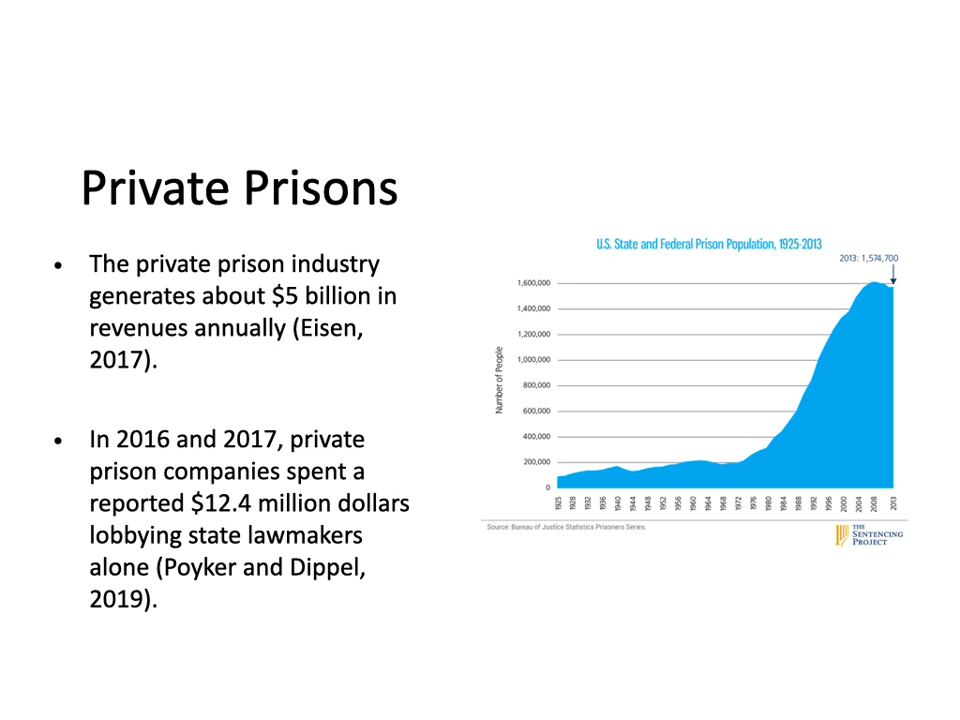 Private Prisons
• The private prison industry
generates about $5 billion in
revenues annually (Eisen,
2017).
• In 2016 and 2017, private
prison companies spent a
reported $12.4 million dollars
lobbying state lawmakers
alone (Poyker and Dippel,
2019).
U.S. State and Federal Prison Population, 1925-2013
2013: 1,574,700
Number of People
1,600,000
1,400,000
1,200,000
1,000,000
800,000
600,000
400,000
200,000
0
1925 1928 1932 1936 1940 1944 1948 1952 1956 1960 1964 1968 1972 1976 1980 1984 1988 1992 1996 2000 2004 2008 2013
Source: Bureau of Justice Statistics Prisoners Series.
THE
SENTENCING
PROJECT